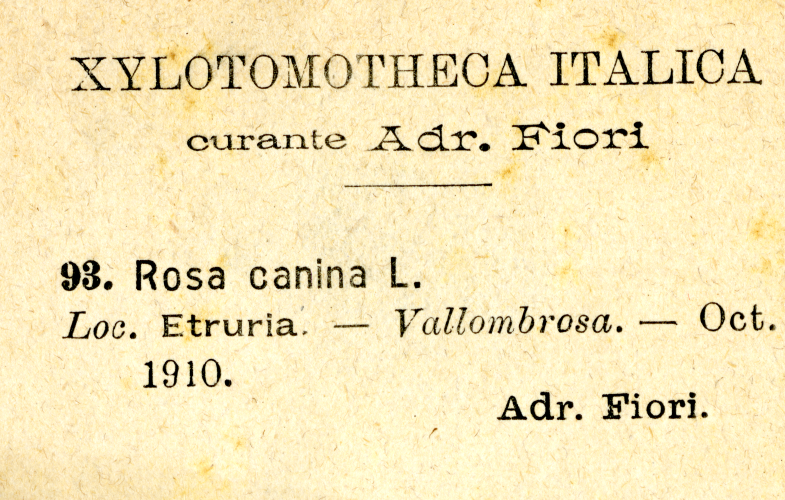 XYLOTOMOTHECA ITALICA
curante Adr. Fiori
93. Rosa canina L.
Loc. Etruria. — Vallombrosa. — Oct.
1910.
Adr. Fiori.